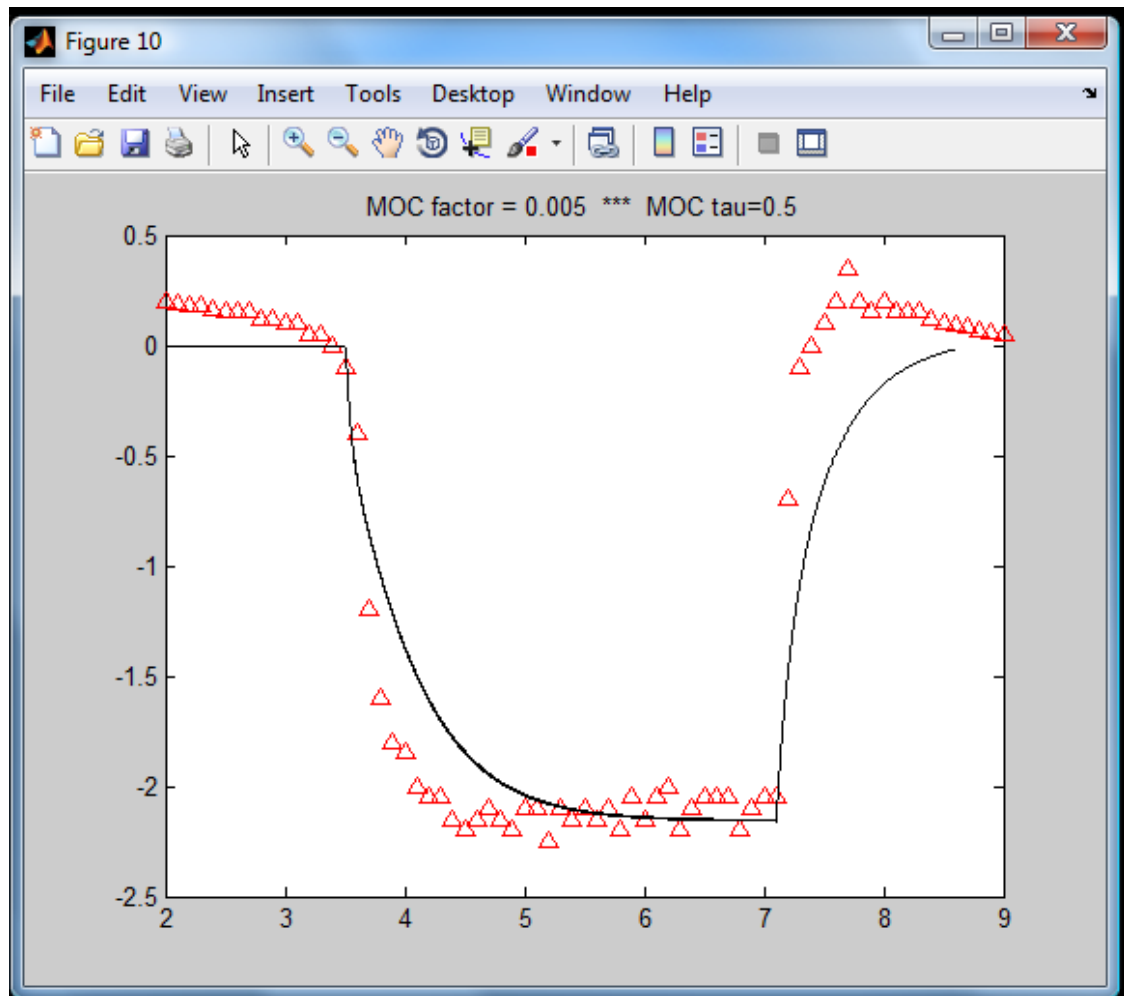 Figure 10
File Edit View Insert Tools Desktop Window Help
MOC factor = 0.005 *** MOC tau=0.5
0.5
0
-0.5
-1
-1.5
-2
-2.5
2 3 4 5 6 7 8 9